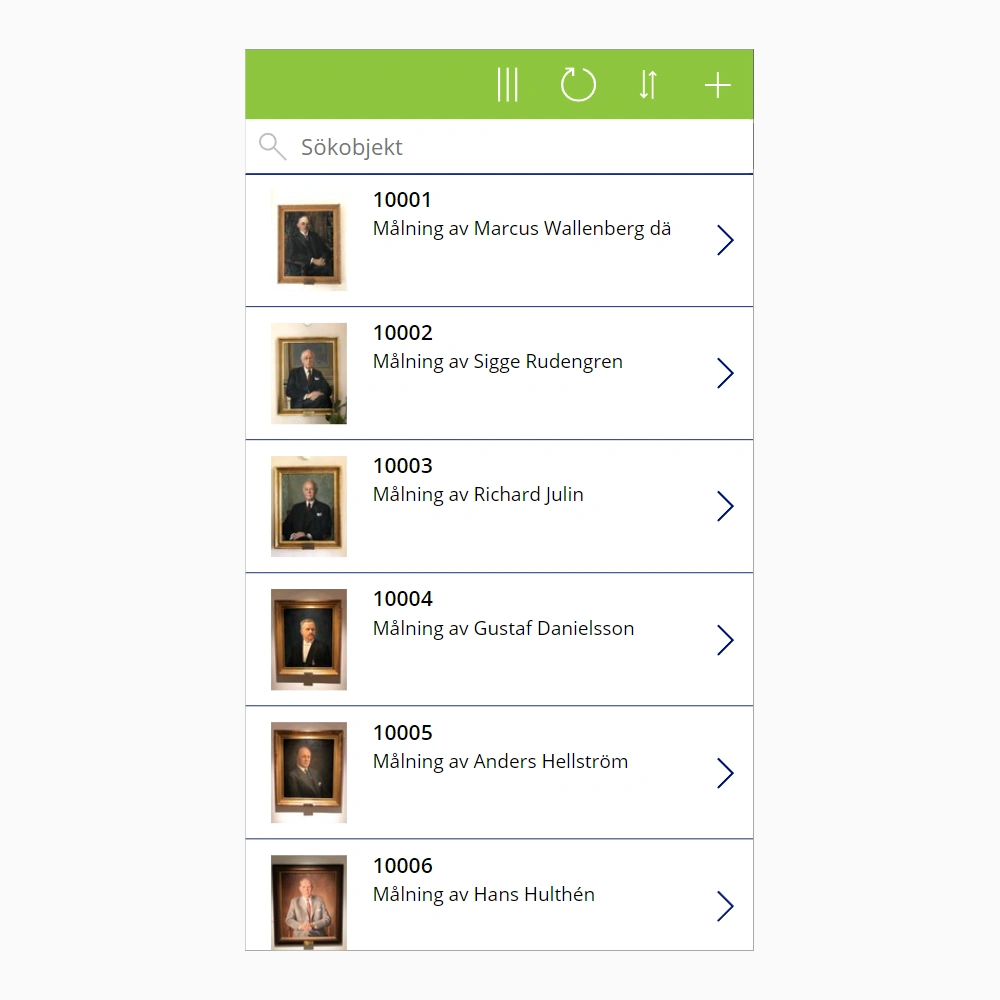 Sökobjekt
10001
Målning av Marcus Wallenberg dä
10002
Målning av Sigge Rudengren
10003
Målning av Richard Julin
10004
Målning av Gustaf Danielsson
10005
Målning av Anders Hellström
10006
Målning av Hans Hulthén